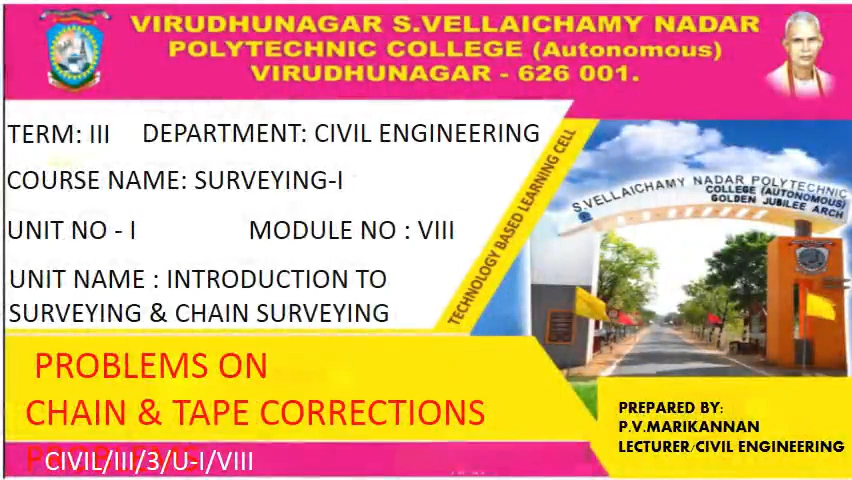 VIRUDHUNAGAR S.VELLAICHAMY NADAR
POLYTECHNIC COLLEGE (Autonomous)
VIRUDHUNAGAR - 626 001.
TERM: III DEPARTMENT: CIVIL ENGINEERING
COURSE NAME: SURVEYING-I
UNIT NO - I MODULE NO : VIII
UNIT NAME : INTRODUCTION TO
SURVEYING & CHAIN SURVEYING
TECHNOLOGY BASED LEARNING CELL
S.VELLAICHAMY NADAR POLYTECHNIC
COLLEGE (AUTONOMOUS)
GOLDEN JUBILEE ARCH
PROBLEMS ON
CHAIN & TAPE CORRECTIONS
CIVIL/III/3/U-I/VIII
PREPARED BY:
P.V.MARIKANNAN
LECTURER/CIVIL ENGINEERING